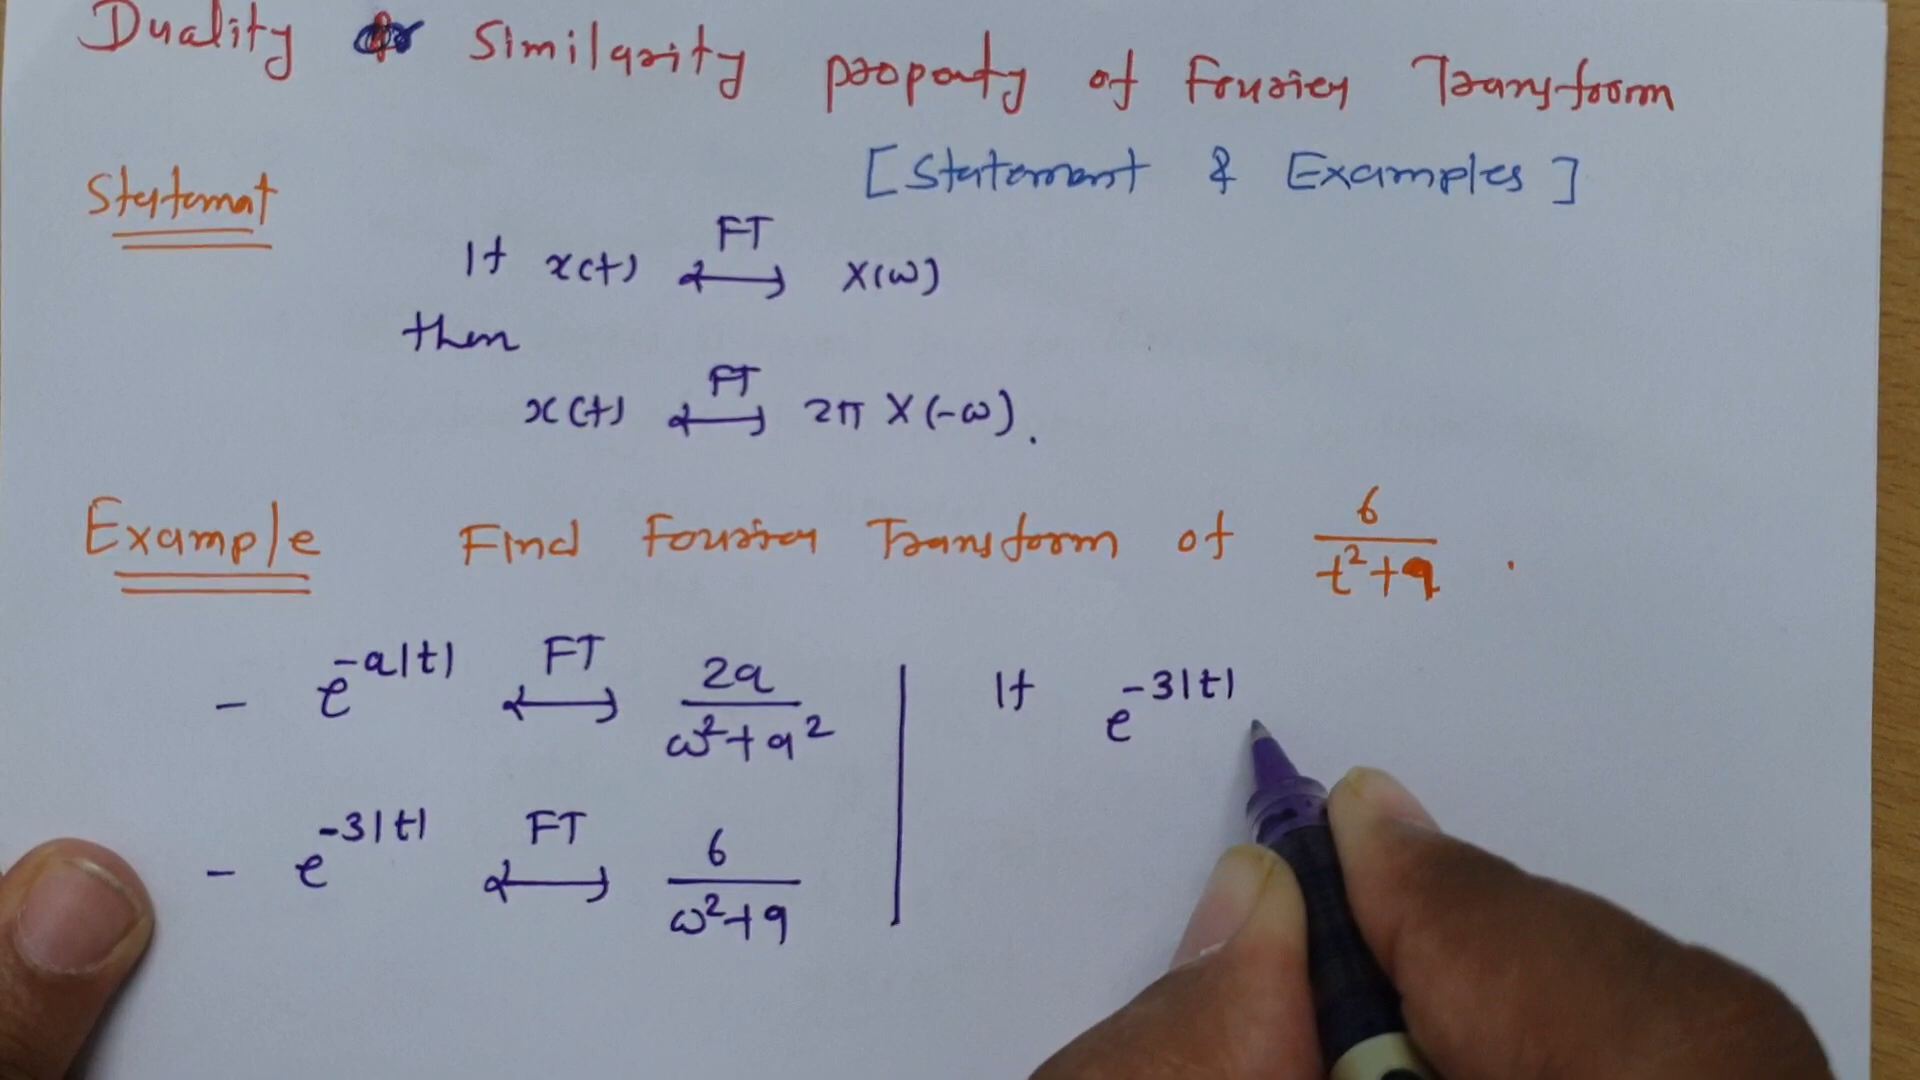 Duality & Similarity property of Fourier Transform
[Statement & Examples]
Statement
If x(t) FT ↔ X(ω)
then
x(t) FT ↔ 2π X(-ω).
Example Find Fourier Transform of 6/(t²+9) .
- e^(-a|t|) FT ↔ 2a/(ω²+a²)
- e^(-3|t|) FT ↔ 6/(ω²+9)
If e^(-3|t|)